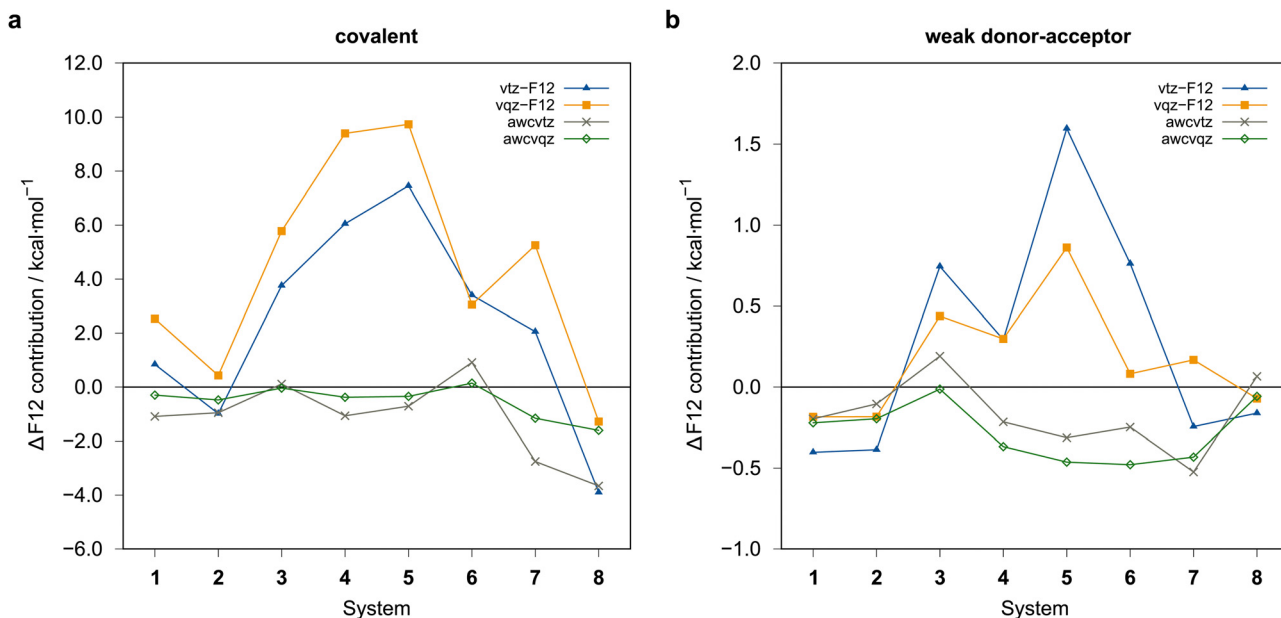 a
covalent
12.0
10.0
8.0
6.0
4.0
2.0
0.0
−2.0
−4.0
−6.0
ΔF12 contribution / kcal·mol⁻¹
vtz−F12
vqz−F12
awcvtz
awcvqz
1 2 3 4 5 6 7 8
System
b
weak donor-acceptor
2.0
1.5
1.0
0.5
0.0
−0.5
−1.0
ΔF12 contribution / kcal·mol⁻¹
vtz−F12
vqz−F12
awcvtz
awcvqz
1 2 3 4 5 6 7 8
System